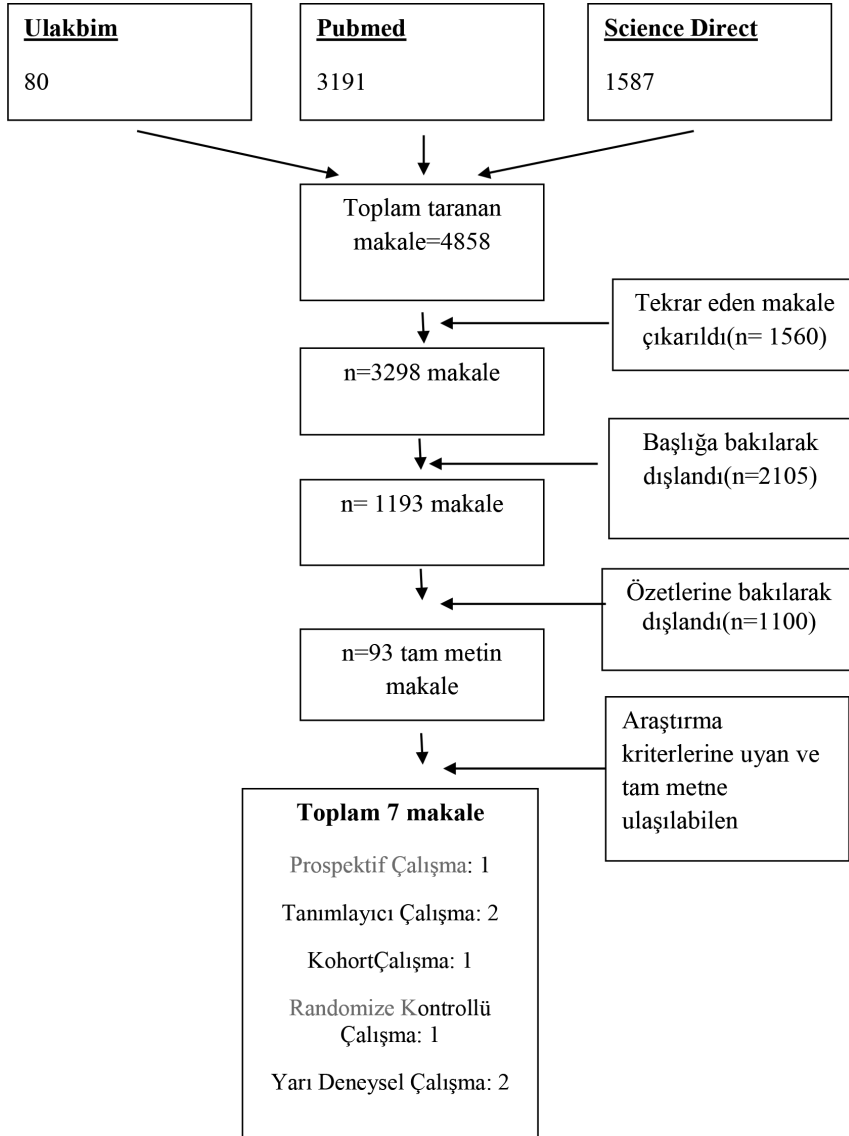 Ulakbim
80
Pubmed
3191
Science Direct
1587
Toplam taranan
makale=4858
Tekrar eden makale
çıkarıldı(n= 1560)
n=3298 makale
Başlığa bakılarak
dışlandı(n=2105)
n= 1193 makale
Özetlerine bakılarak
dışlandı(n=1100)
n=93 tam metin
makale
Araştırma
kriterlerine uyan ve
tam metne
ulaşılabilen
Toplam 7 makale
Prospektif Çalışma: 1
Tanımlayıcı Çalışma: 2
KohortÇalışma: 1
Randomize Kontrollü
Çalışma: 1
Yarı Deneysel Çalışma: 2